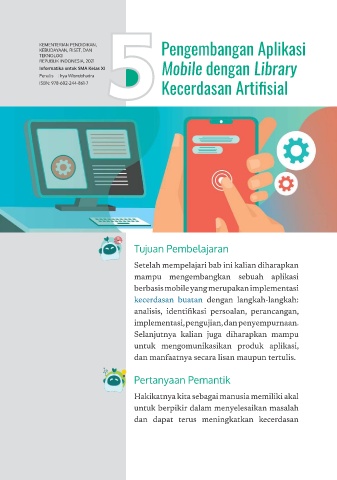 KEMENTERIAN PENDIDIKAN,
KEBUDAYAAN, RISET, DAN
TEKNOLOGI
REPUBLIK INDONESIA, 2021
Informatika untuk SMA Kelas XI
Penulis : Irya Wisnubhadra
ISBN: 978-602-244-861-7
5
Pengembangan Aplikasi
Mobile dengan Library
Kecerdasan Artifisial
Tujuan Pembelajaran
Setelah mempelajari bab ini kalian diharapkan
mampu mengembangkan sebuah aplikasi
berbasis mobile yang merupakan implementasi
kecerdasan buatan dengan langkah-langkah:
analisis, identifikasi persoalan, perancangan,
implementasi, pengujian, dan penyempurnaan.
Selanjutnya kalian juga diharapkan mampu
untuk mengomunikasikan produk aplikasi,
dan manfaatnya secara lisan maupun tertulis.
Pertanyaan Pemantik
Hakikatnya kita sebagai manusia memiliki akal
untuk berpikir dalam menyelesaikan masalah
dan dapat terus meningkatkan kecerdasan